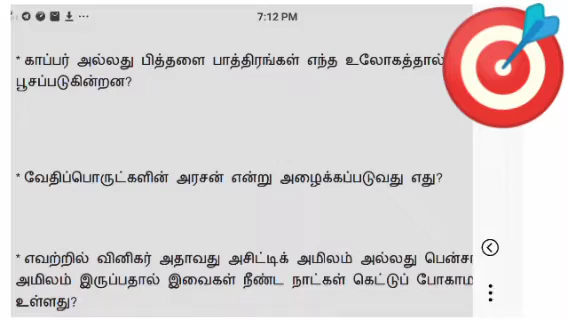 7:12 PM
* காப்பர் அல்லது பித்தளை பாத்திரங்கள் எந்த உலோகத்தால்
பூசப்படுகின்றன?
* வேதிப்பொருட்களின் அரசன் என்று அழைக்கப்படுவது எது?
* எவற்றில் வினிகர் அதாவது அசிட்டிக் அமிலம் அல்லது
அமிலம் இருப்பதால் இவைகள் நீண்ட நாட்கள் கெட்டுப்
உள்ளது?